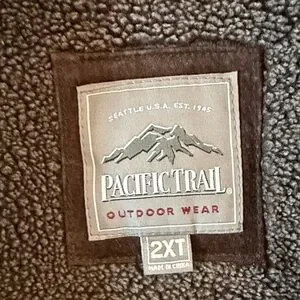 SEATTLE U.S.A. EST. 1945
PACIFIC TRAIL®
OUTDOOR WEAR
2XT
MADE IN CHINA